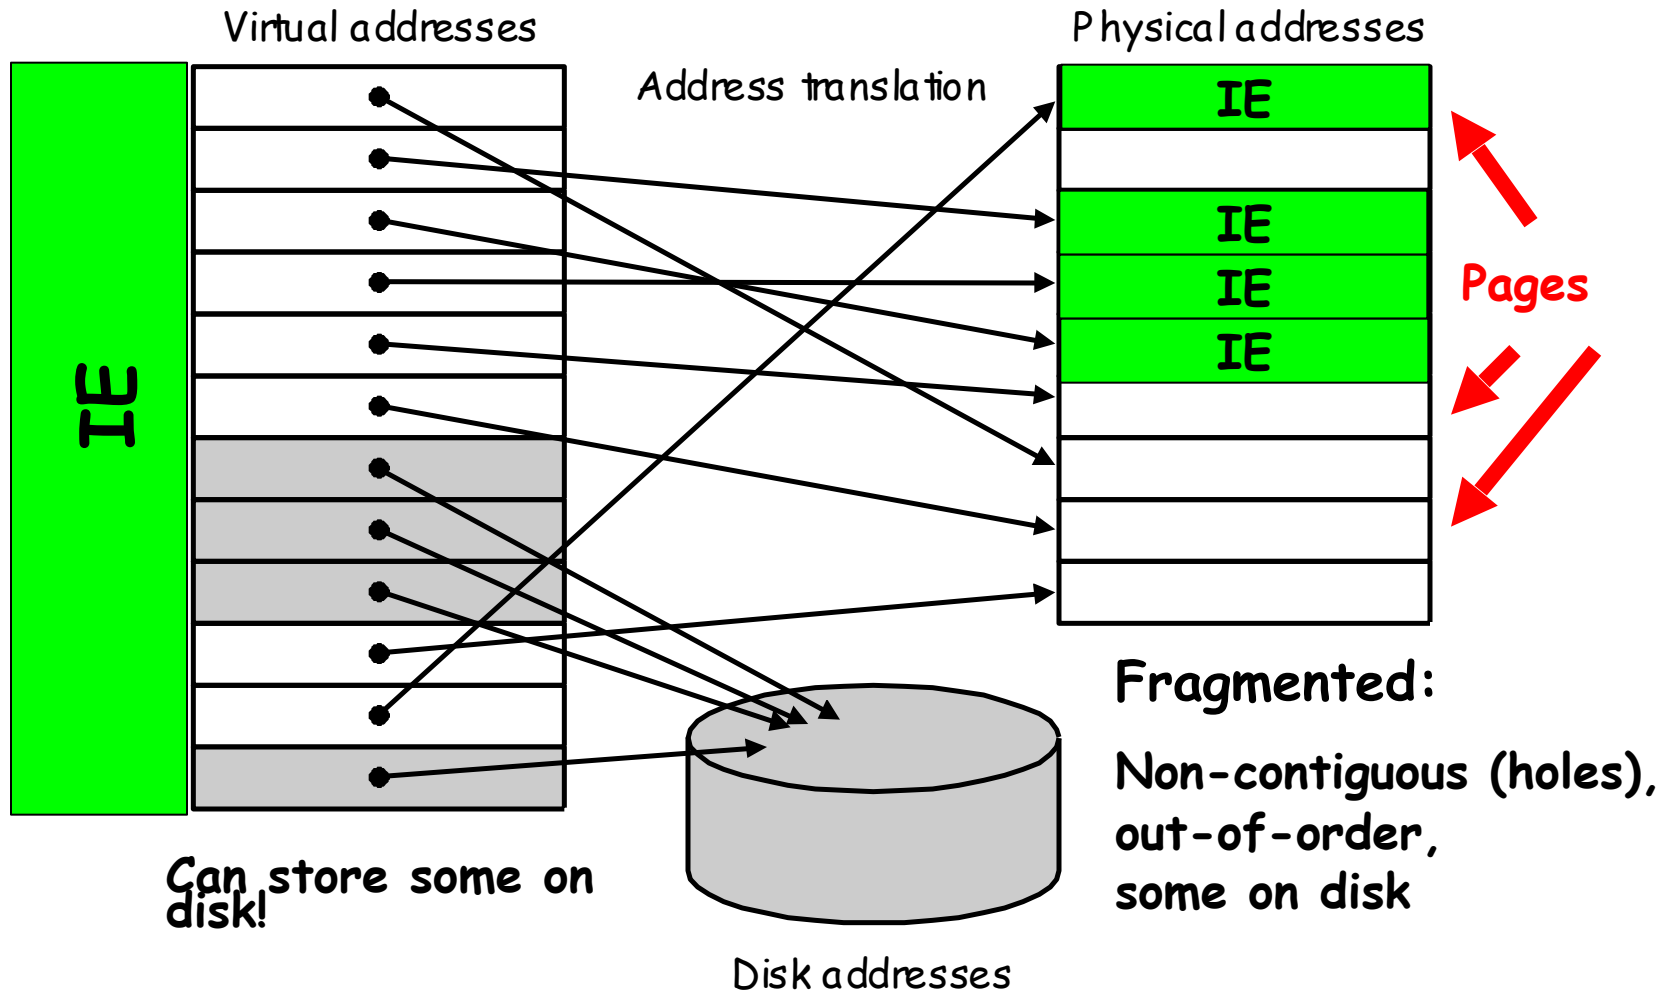 Virtual addresses
Physical addresses
Address translation
IE
IE
IE
IE
IE
Pages
Fragmented:
Non-contiguous (holes),
out-of-order,
some on disk
Can store some on
disk!
Disk addresses